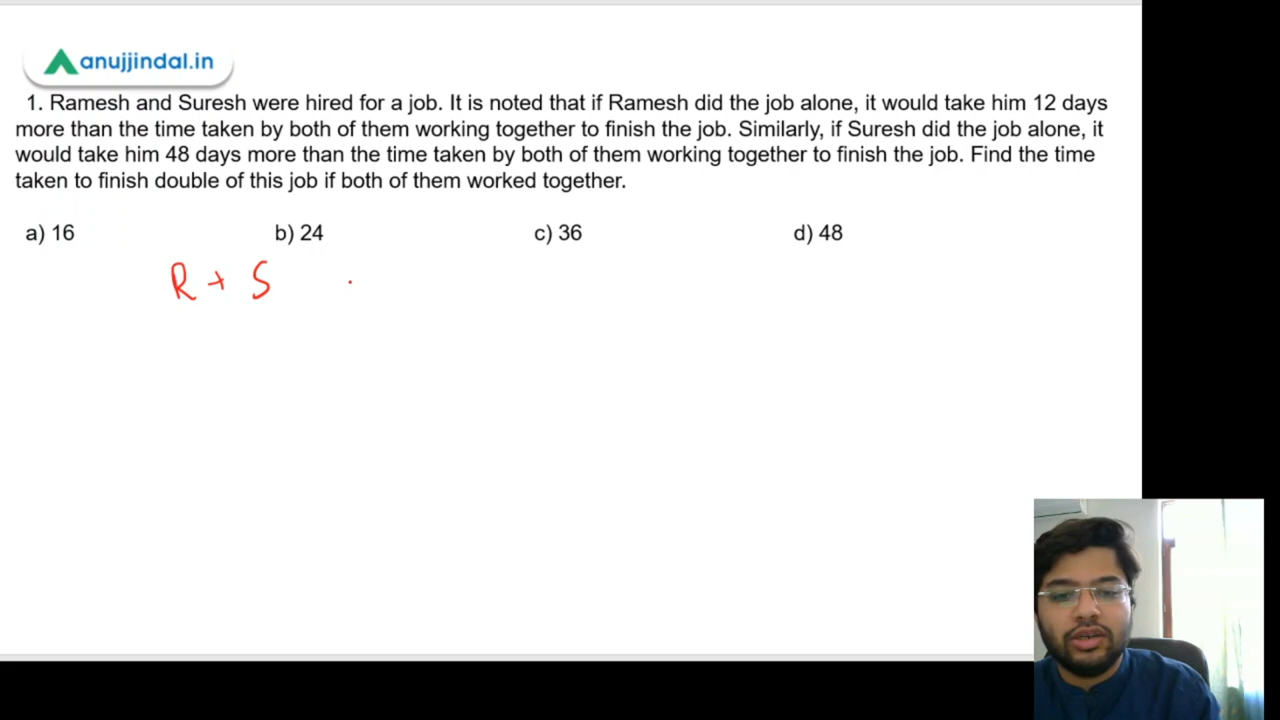 anujjindal.in
1. Ramesh and Suresh were hired for a job. It is noted that if Ramesh did the job alone, it would take him 12 days
more than the time taken by both of them working together to finish the job. Similarly, if Suresh did the job alone, it
would take him 48 days more than the time taken by both of them working together to finish the job. Find the time
taken to finish double of this job if both of them worked together.
a) 16 b) 24 c) 36 d) 48
R + S